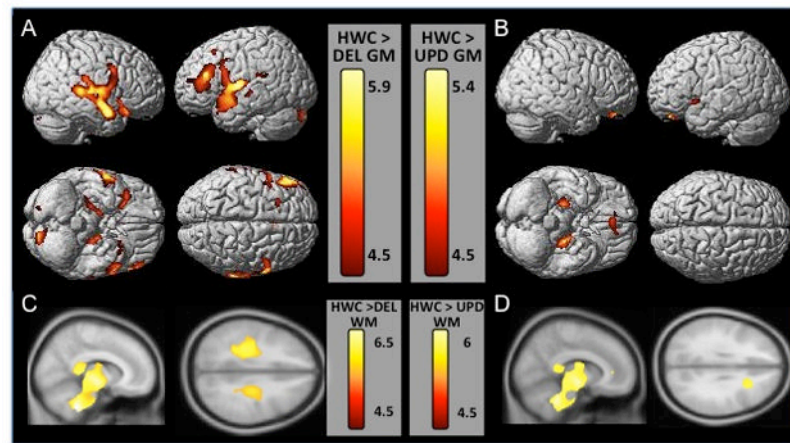 A
HWC >
DEL GM
5.9
4.5
HWC >
UPD GM
5.4
4.5
B
C
HWC >DEL
WM
6.5
4.5
HWC > UPD
WM
6
4.5
D